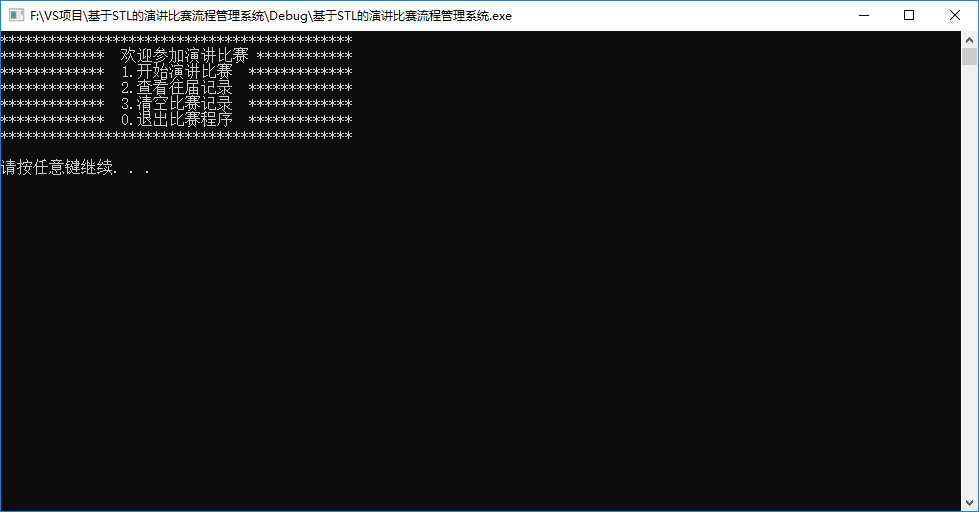 F:\VS项目\基于STL的演讲比赛流程管理系统\Debug\基于STL的演讲比赛流程管理系统.exe
********************************************
*************  欢迎参加演讲比赛 ************
*************  1.开始演讲比赛  *************
*************  2.查看往届记录  *************
*************  3.清空比赛记录  *************
*************  0.退出比赛程序  *************
********************************************
请按任意键继续. . .